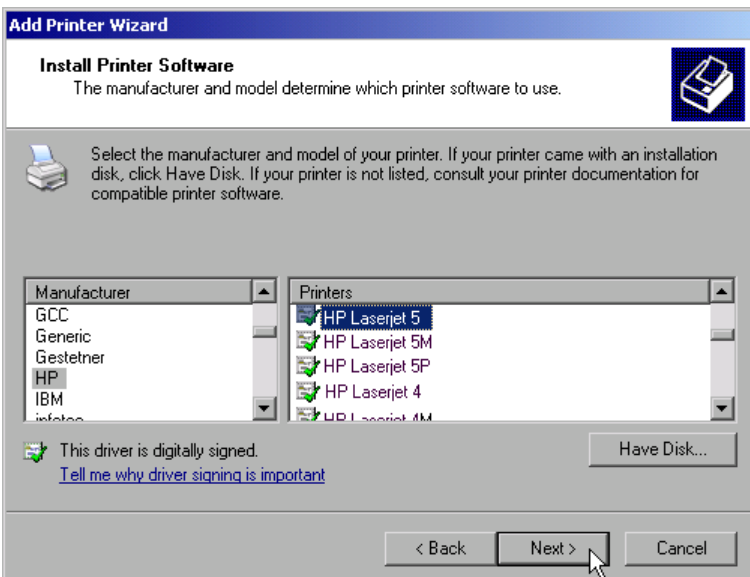 Add Printer Wizard
Install Printer Software
The manufacturer and model determine which printer software to use.
Select the manufacturer and model of your printer. If your printer came with an installation
disk, click Have Disk. If your printer is not listed, consult your printer documentation for
compatible printer software.
Manufacturer
GCC
Generic
Gestetner
HP
IBM
infotec
Printers
HP Laserjet 5
HP Laserjet 5M
HP Laserjet 5P
HP Laserjet 4
HP Laserjet 4M
This driver is digitally signed.
Tell me why driver signing is important
Have Disk...
< Back
Next >
Cancel